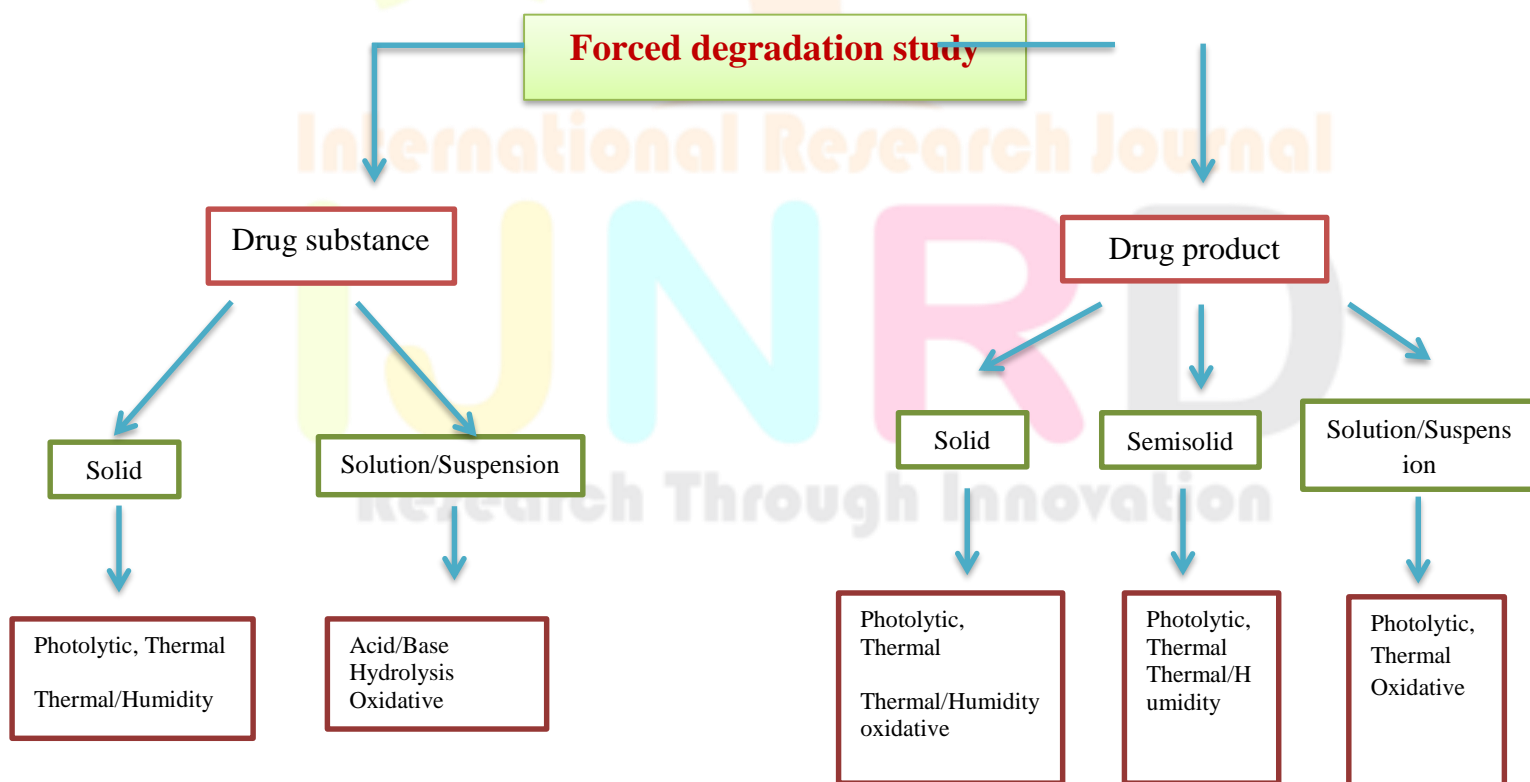 Forced degradation study
International Research Journal
IJNRD
Research Through Innovation
Drug substance
Drug product
Solid
Solution/Suspension
Solid
Semisolid
Solution/Suspens
ion
Photolytic, Thermal
Thermal/Humidity
Acid/Base
Hydrolysis
Oxidative
Photolytic,
Thermal
Thermal/Humidity
oxidative
Photolytic,
Thermal
Thermal/H
umidity
Photolytic,
Thermal
Oxidative